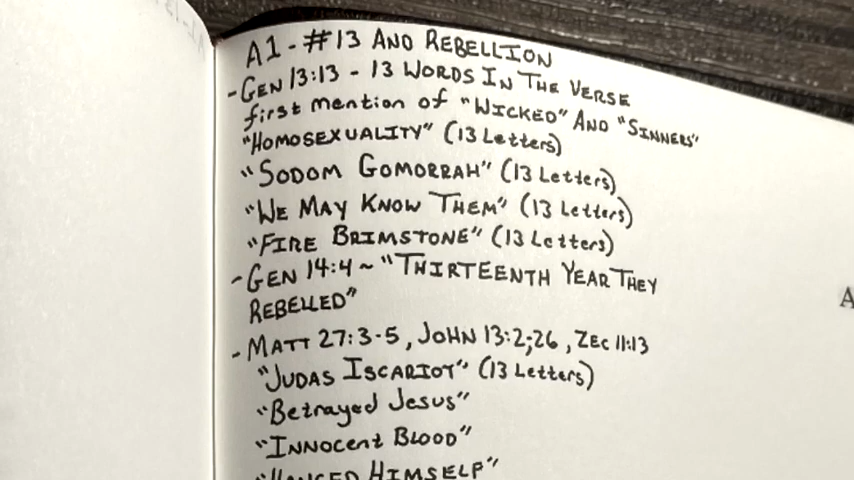 A1 - #13 AND REBELLION
- GEN 13:13 - 13 WORDS IN THE VERSE
first mention of "WICKED" AND "SINNERS"
"HOMOSEXUALITY" (13 Letters)
"SODOM GOMORRAH" (13 Letters)
"WE MAY KNOW THEM" (13 Letters)
"FIRE BRIMSTONE" (13 Letters)
- GEN 14:4 ~ "THIRTEENTH YEAR THEY
REBELLED"
- MATT 27:3-5, JOHN 13:2;26, ZEC 11:13
"JUDAS ISCARIOT" (13 Letters)
"Betrayed Jesus"
"INNOCENT BLOOD"
"HANGED HIMSELF"
A